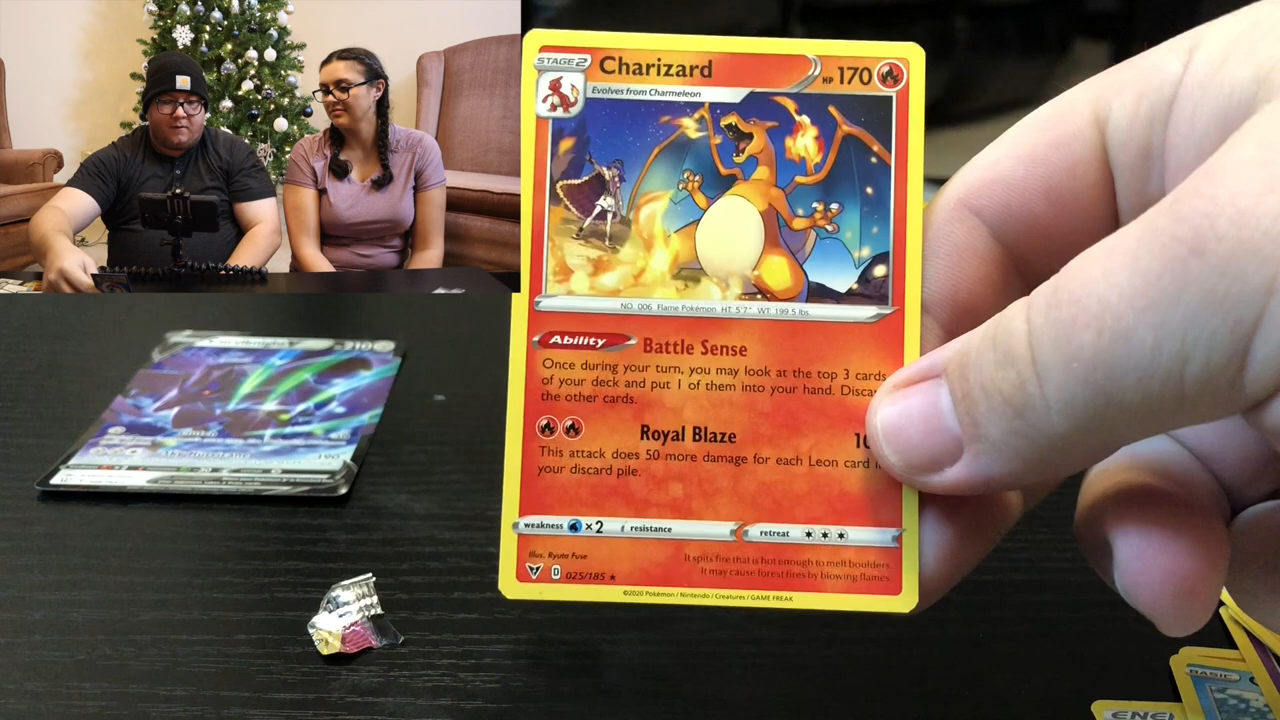 STAGE 2
Charizard
HP 170
Evolves from Charmeleon
NO. 006 Flame Pokémon HT: 5'7" WT: 199.5 lbs.
Ability Battle Sense
Once during your turn, you may look at the top 3 cards
of your deck and put 1 of them into your hand.
the other cards.
Royal Blaze
This attack does 50 more damage for each Leon card
your discard pile.
weakness ×2 resistance retreat
Illus. Ryuta Fuse
D 025/185
It spits fire that is hot enough to melt boulders.
It may cause forest fires by blowing flames.
©2020 Pokémon / Nintendo / Creatures / GAME FREAK
BASIC